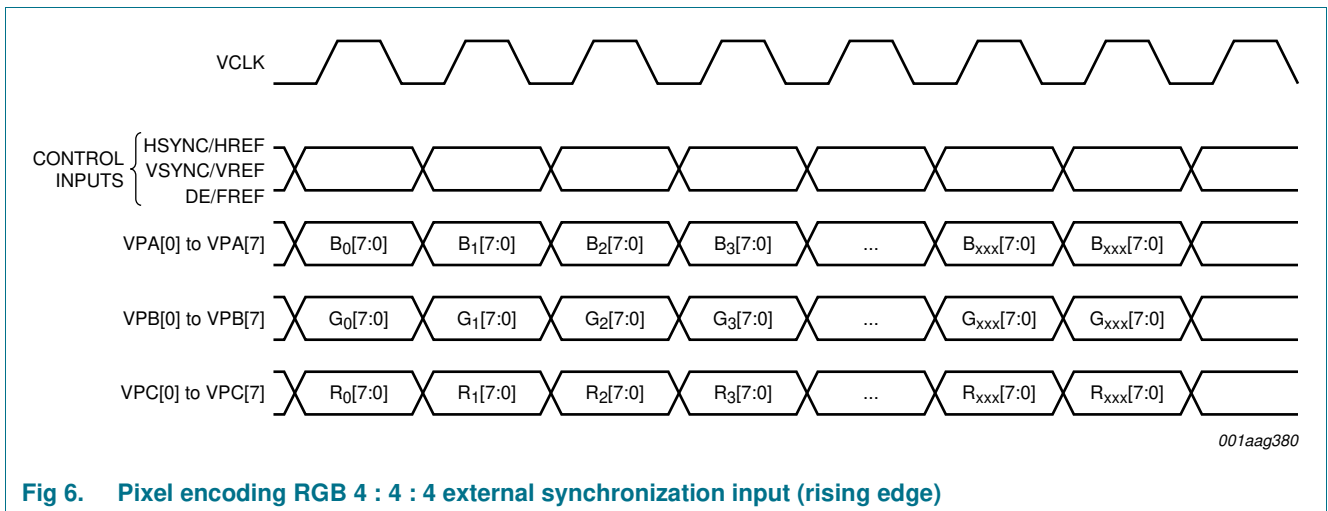 VCLK
CONTROL INPUTS
HSYNC/HREF
VSYNC/VREF
DE/FREF
VPA[0] to VPA[7] B0[7:0] B1[7:0] B2[7:0] B3[7:0] ... Bxxx[7:0] Bxxx[7:0]
VPB[0] to VPB[7] G0[7:0] G1[7:0] G2[7:0] G3[7:0] ... Gxxx[7:0] Gxxx[7:0]
VPC[0] to VPC[7] R0[7:0] R1[7:0] R2[7:0] R3[7:0] ... Rxxx[7:0] Rxxx[7:0]
001aag380
Fig 6. Pixel encoding RGB 4 : 4 : 4 external synchronization input (rising edge)